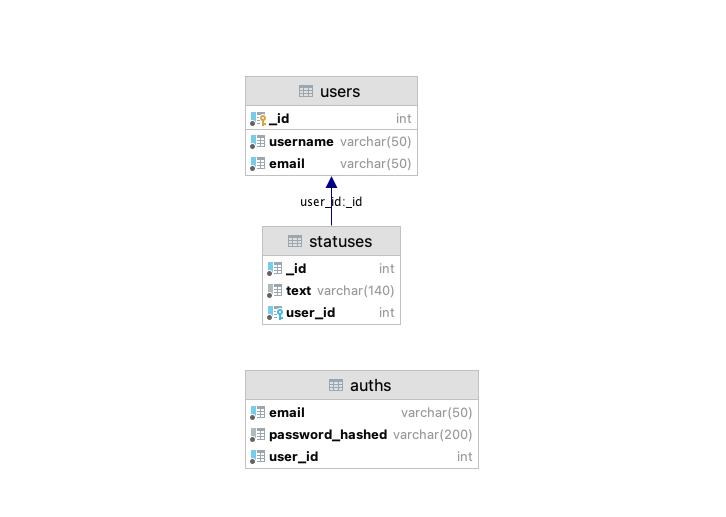 users
_id int
username varchar(50)
email varchar(50)
user_id:_id
statuses
_id int
text varchar(140)
user_id int
auths
email varchar(50)
password_hashed varchar(200)
user_id int